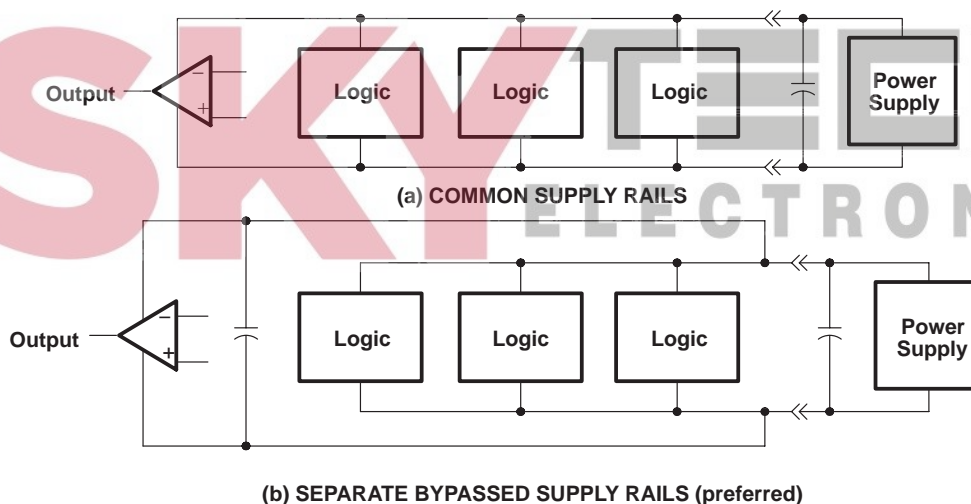 SKYTEC
ELECTRON
−
+
Output
Logic
Logic
Logic
Power
Supply
(a) COMMON SUPPLY RAILS
−
+
Output
Logic
Logic
Logic
Power
Supply
(b) SEPARATE BYPASSED SUPPLY RAILS (preferred)